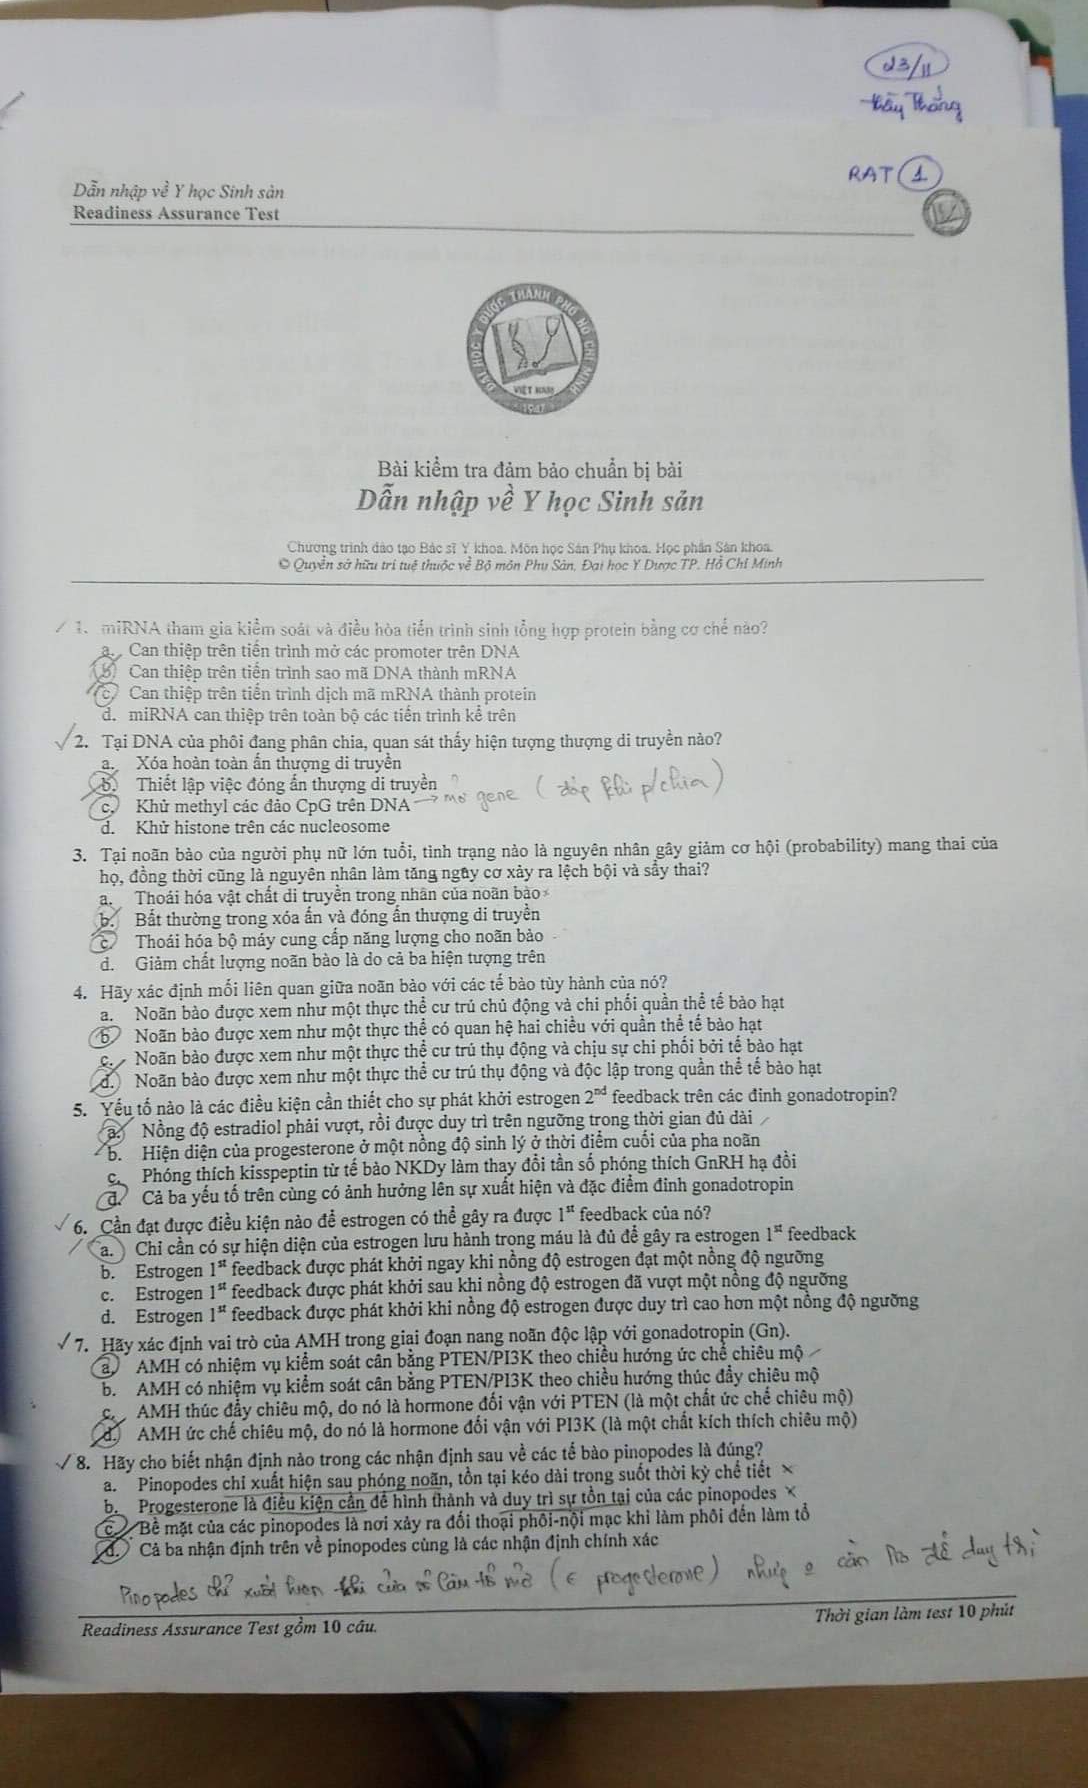 23/11
thầy Thắng
RAT 1
Dẫn nhập về Y học Sinh sản
Readiness Assurance Test
ĐẠI HỌC Y DƯỢC THÀNH PHỐ HỒ CHÍ MINH
VIỆT NAM
1947
Bài kiểm tra đảm bảo chuẩn bị bài
Dẫn nhập về Y học Sinh sản
Chương trình đào tạo Bác sĩ Y khoa. Môn học Sản Phụ khoa. Học phần Sản khoa.
© Quyền sở hữu trí tuệ thuộc về Bộ môn Phụ Sản, Đại học Y Dược TP. Hồ Chí Minh
1. miRNA tham gia kiểm soát và điều hòa tiến trình sinh tổng hợp protein bằng cơ chế nào?
a. Can thiệp trên tiến trình mở các promoter trên DNA
b. Can thiệp trên tiến trình sao mã DNA thành mRNA
c. Can thiệp trên tiến trình dịch mã mRNA thành protein
d. miRNA can thiệp trên toàn bộ các tiến trình kể trên
√ 2. Tại DNA của phôi đang phân chia, quan sát thấy hiện tượng thượng di truyền nào?
a. Xóa hoàn toàn ấn thượng di truyền
b. Thiết lập việc đóng ấn thượng di truyền ?
c. Khử methyl các đảo CpG trên DNA → mở gene ( đáp khi p/chia )
d. Khử histone trên các nucleosome
3. Tại noãn bào của người phụ nữ lớn tuổi, tình trạng nào là nguyên nhân gây giảm cơ hội (probability) mang thai của
họ, đồng thời cũng là nguyên nhân làm tăng nguy cơ xảy ra lệch bội và sẩy thai?
a. Thoái hóa vật chất di truyền trong nhân của noãn bào
b. Bất thường trong xóa ấn và đóng ấn thượng di truyền
c. Thoái hóa bộ máy cung cấp năng lượng cho noãn bào
d. Giảm chất lượng noãn bào là do cả ba hiện tượng trên
4. Hãy xác định mối liên quan giữa noãn bào với các tế bào tùy hành của nó?
a. Noãn bào được xem như một thực thể cư trú chủ động và chi phối quần thể tế bào hạt
b. Noãn bào được xem như một thực thể có quan hệ hai chiều với quần thể tế bào hạt
c. Noãn bào được xem như một thực thể cư trú thụ động và chịu sự chi phối bởi tế bào hạt
d. Noãn bào được xem như một thực thể cư trú thụ động và độc lập trong quần thể tế bào hạt
5. Yếu tố nào là các điều kiện cần thiết cho sự phát khởi estrogen 2nd feedback trên các đỉnh gonadotropin?
a. Nồng độ estradiol phải vượt, rồi được duy trì trên ngưỡng trong thời gian đủ dài
b. Hiện diện của progesterone ở một nồng độ sinh lý ở thời điểm cuối của pha noãn
c. Phóng thích kisspeptin từ tế bào NKDy làm thay đổi tần số phóng thích GnRH hạ đồi
d. Cả ba yếu tố trên cùng có ảnh hưởng lên sự xuất hiện và đặc điểm đỉnh gonadotropin
√ 6. Cần đạt được điều kiện nào để estrogen có thể gây ra được 1st feedback của nó?
a. Chỉ cần có sự hiện diện của estrogen lưu hành trong máu là đủ để gây ra estrogen 1st feedback
b. Estrogen 1st feedback được phát khởi ngay khi nồng độ estrogen đạt một nồng độ ngưỡng
c. Estrogen 1st feedback được phát khởi sau khi nồng độ estrogen đã vượt một nồng độ ngưỡng
d. Estrogen 1st feedback được phát khởi khi nồng độ estrogen được duy trì cao hơn một nồng độ ngưỡng
√ 7. Hãy xác định vai trò của AMH trong giai đoạn nang noãn độc lập với gonadotropin (Gn).
a. AMH có nhiệm vụ kiểm soát cân bằng PTEN/PI3K theo chiều hướng ức chế chiêu mộ
b. AMH có nhiệm vụ kiểm soát cân bằng PTEN/PI3K theo chiều hướng thúc đẩy chiêu mộ
c. AMH thúc đẩy chiêu mộ, do nó là hormone đối vận với PTEN (là một chất ức chế chiêu mộ)
d. AMH ức chế chiêu mộ, do nó là hormone đối vận với PI3K (là một chất kích thích chiêu mộ)
√ 8. Hãy cho biết nhận định nào trong các nhận định sau về các tế bào pinopodes là đúng?
a. Pinopodes chỉ xuất hiện sau phóng noãn, tồn tại kéo dài trong suốt thời kỳ chế tiết ×
b. Progesterone là điều kiện cần để hình thành và duy trì sự tồn tại của các pinopodes ×
c. Bề mặt của các pinopodes là nơi xảy ra đối thoại phôi-nội mạc khi làm phôi đến làm tổ
d. Cả ba nhận định trên về pinopodes cùng là các nhận định chính xác
Pinopodes chỉ xuất hiện khi cửa sổ làm tổ mở (∈ progesterone) nhưng o cần Pro để duy trì
Readiness Assurance Test gồm 10 câu.
Thời gian làm test 10 phút